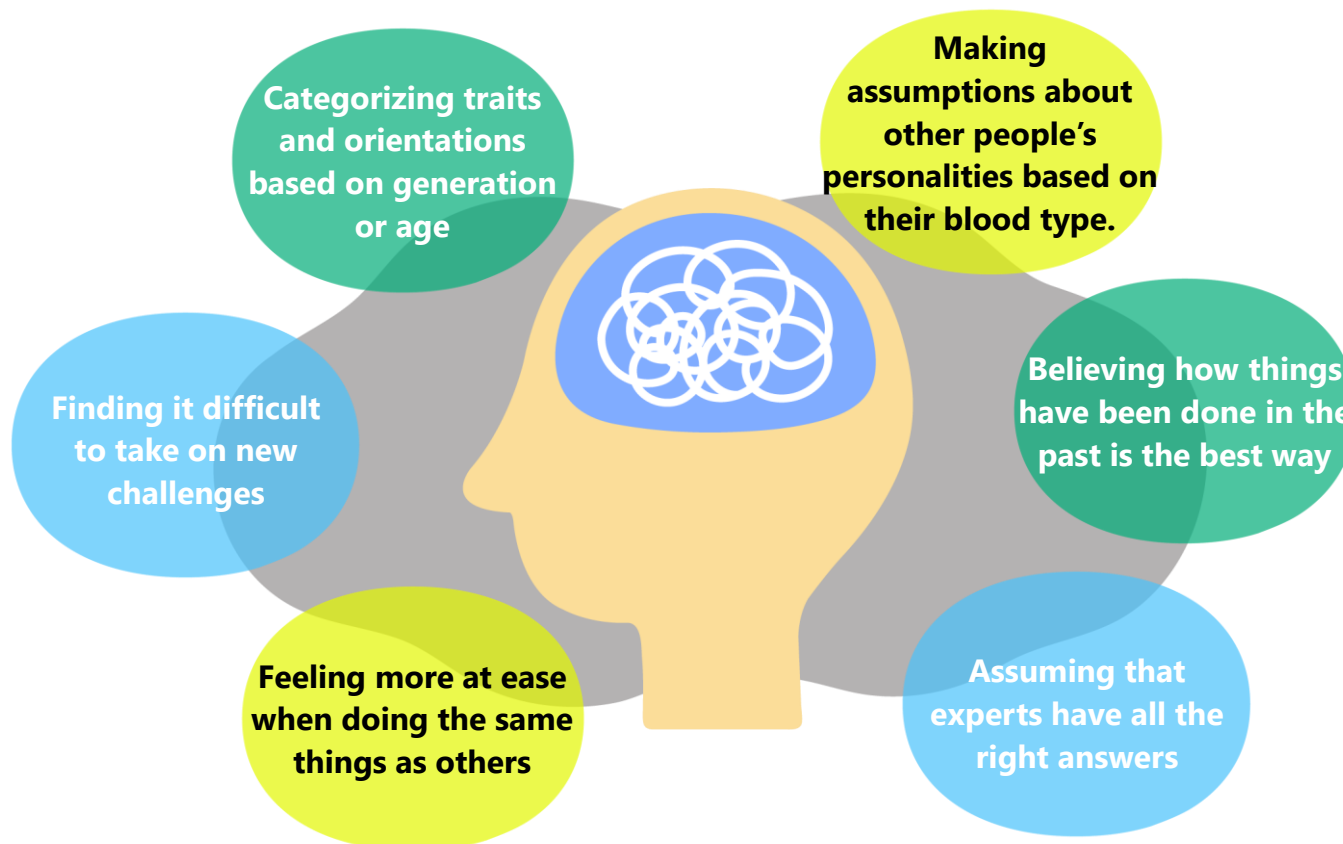 Categorizing traits
and orientations
based on generation
or age
Making
assumptions about
other people’s
personalities based on
their blood type.
Finding it difficult
to take on new
challenges
Believing how things
have been done in the
past is the best way
Feeling more at ease
when doing the same
things as others
Assuming that
experts have all the
right answers